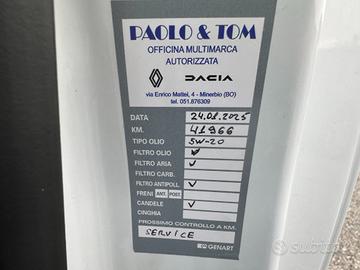 PAOLO & TOM
OFFICINA MULTIMARCA
AUTORIZZATA
DACIA
via Enrico Mattei, 4 - Minerbio (BO)
tel. 051.876309
DATA 24.01.2025
KM. 41966
TIPO OLIO 5W-20
FILTRO OLIO ✓
FILTRO ARIA ✓
FILTRO CARB.
FILTRO ANTIPOLL ✓
FRENI ANT. POST.
CANDELE ✓
CINGHIA
PROSSIMO CONTROLLO A KM.
SERVICE
GENART
subito